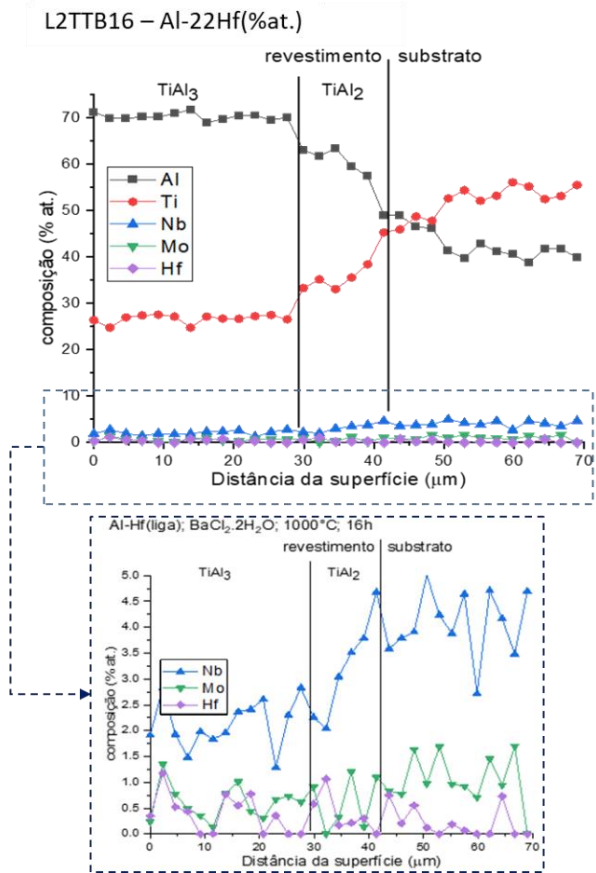 L2TTB16 – Al-22Hf(%at.)
revestimento substrato
TiAl3 TiAl2
70
60
50
40
30
20
10
0
composição (% at.)
Al
Ti
Nb
Mo
Hf
0 10 20 30 40 50 60 70
Distância da superfície (μm)
Al-Hf(liga); BaCl2.2H2O; 1000°C; 16h
revestimento substrato
TiAl3 TiAl2
5.0
4.5
4.0
3.5
3.0
2.5
2.0
1.5
1.0
0.5
0.0
composição (% at.)
Nb
Mo
Hf
0 10 20 30 40 50 60 70
Distância da superfície (μm)